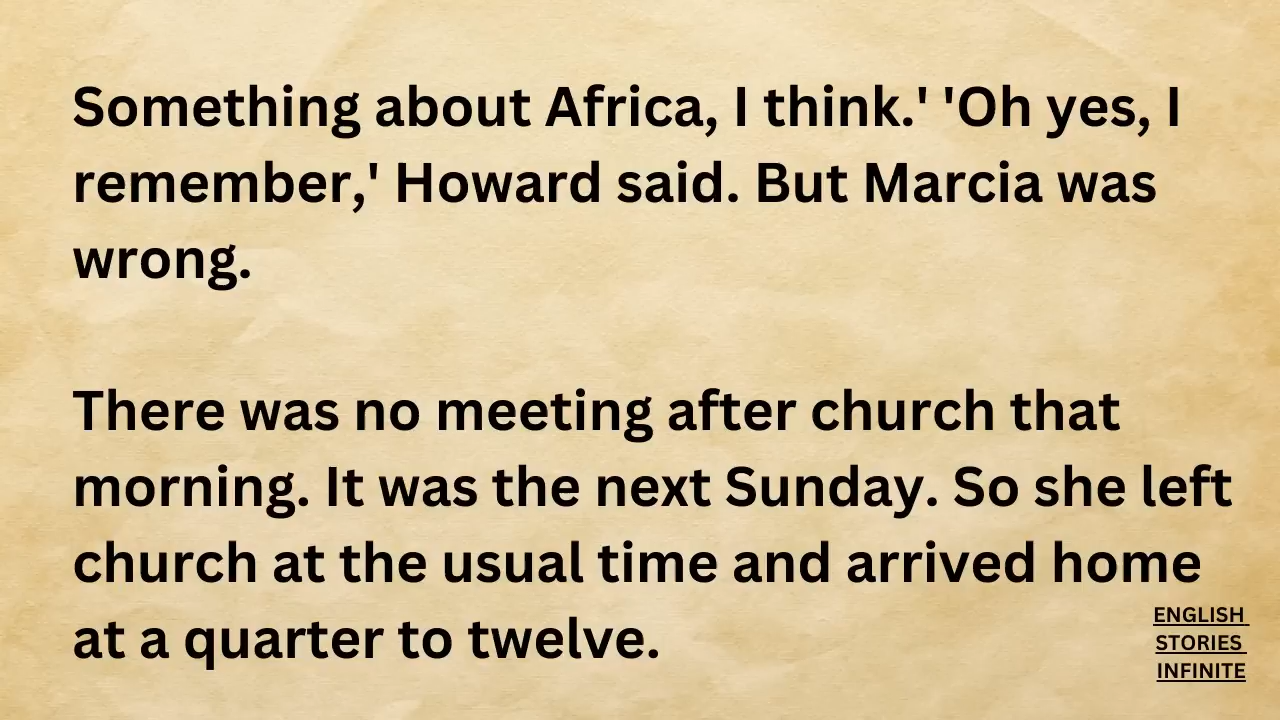 Something about Africa, I think.' 'Oh yes, I
remember,' Howard said. But Marcia was
wrong.
There was no meeting after church that
morning. It was the next Sunday. So she left
church at the usual time and arrived home
at a quarter to twelve.
ENGLISH
STORIES
INFINITE